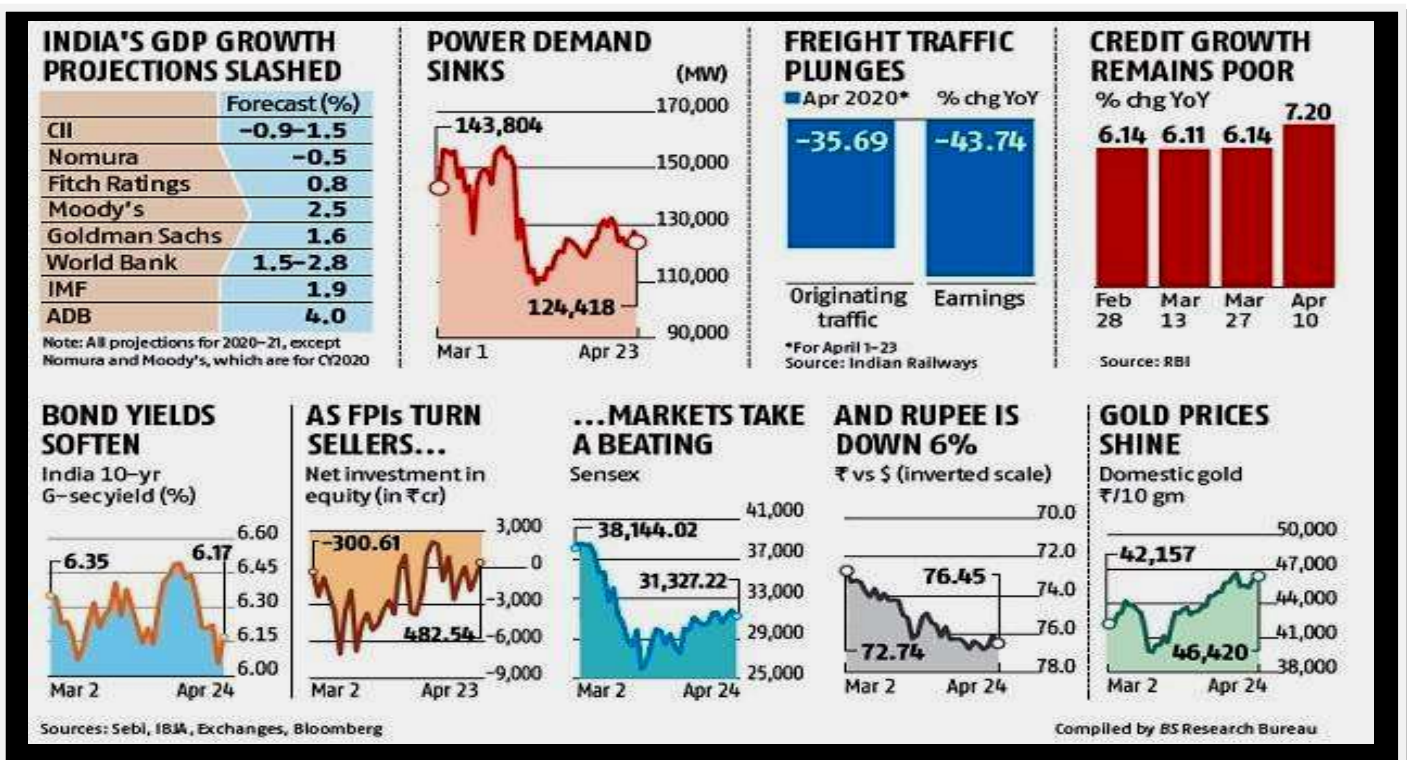 INDIA'S GDP GROWTH
PROJECTIONS SLASHED
Forecast (%)
CII −0.9–1.5
Nomura −0.5
Fitch Ratings 0.8
Moody's 2.5
Goldman Sachs 1.6
World Bank 1.5–2.8
IMF 1.9
ADB 4.0
Note: All projections for 2020–21, except
Nomura and Moody's, which are for CY2020
POWER DEMAND
SINKS
(MW)
170,000
143,804
150,000
130,000
110,000
124,418
90,000
Mar 1 Apr 23
FREIGHT TRAFFIC
PLUNGES
Apr 2020* % chg YoY
−35.69 −43.74
Originating Earnings
traffic
*For April 1–23
Source: Indian Railways
CREDIT GROWTH
REMAINS POOR
% chg YoY
7.20
6.14 6.11 6.14
Feb Mar Mar Apr
28 13 27 10
Source: RBI
BOND YIELDS
SOFTEN
India 10–yr
G–sec yield (%)
6.60
6.17
6.35
6.45
6.30
6.15
6.00
Mar 2 Apr 24
AS FPIs TURN
SELLERS...
Net investment in
equity (in ₹cr)
3,000
−300.61
0
−3,000
482.54
−6,000
−9,000
Mar 2 Apr 23
...MARKETS TAKE
A BEATING
Sensex
41,000
38,144.02
37,000
31,327.22
33,000
29,000
25,000
Mar 2 Apr 24
AND RUPEE IS
DOWN 6%
₹ vs $ (inverted scale)
70.0
72.0
76.45
74.0
76.0
72.74
78.0
Mar 2 Apr 24
GOLD PRICES
SHINE
Domestic gold
₹/10 gm
50,000
42,157
47,000
44,000
41,000
46,420
38,000
Mar 2 Apr 24
Sources: Sebi, IBJA, Exchanges, Bloomberg
Compiled by BS Research Bureau